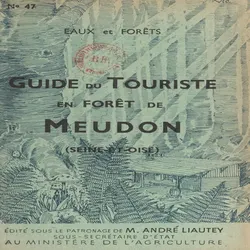 Nº 47
EAUX et FORÊTS
GUIDE DU TOURISTE
EN FORÊT DE
MEUDON
(SEINE-ET-OISE)
ÉDITÉ SOUS LE PATRONAGE DE M. ANDRÉ LIAUTEY
SOUS-SECRÉTAIRE D'ÉTAT
AU MINISTÈRE DE L'AGRICULTURE